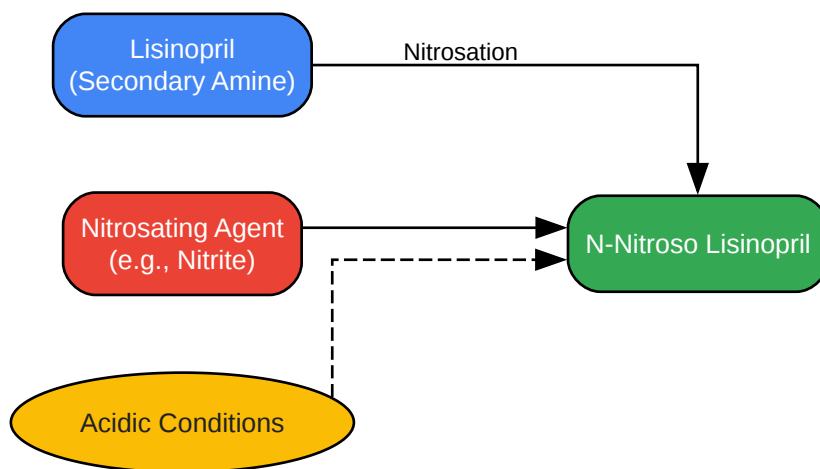 Lisinopril
(Secondary Amine)
Nitrosation
Nitrosating Agent
(e.g., Nitrite)
N-Nitroso Lisinopril
Acidic Conditions